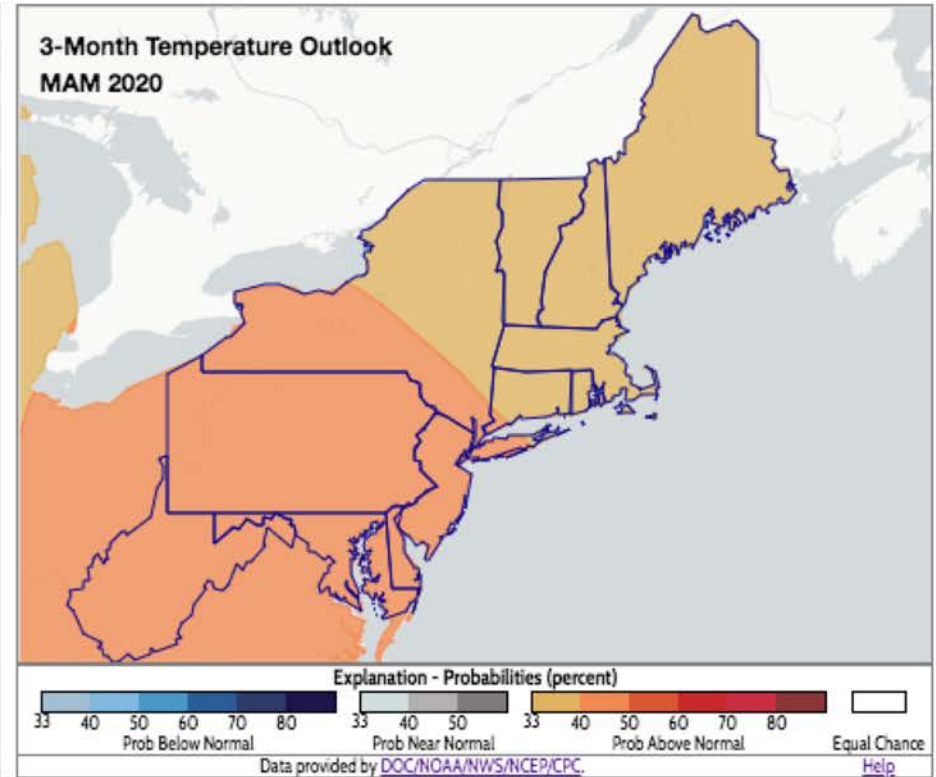 3-Month Temperature Outlook
MAM 2020
Explanation - Probabilities (percent)
33 40 50 60 70 80 33 40 50 33 40 50 60 70 80
Prob Below Normal Prob Near Normal Prob Above Normal Equal Chance
Data provided by DOC/NOAA/NWS/NCEP/CPC. Help